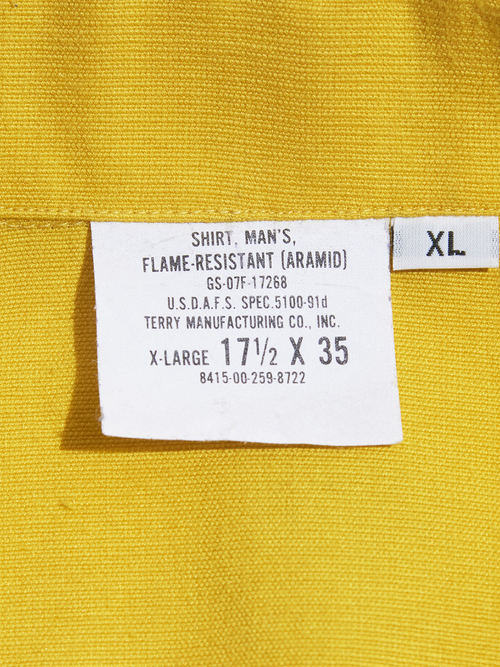 SHIRT, MAN'S,
FLAME-RESISTANT (ARAMID)
GS-07F-17268
U.S.D.A.F.S. SPEC.5100-91d
TERRY MANUFACTURING CO., INC.
X-LARGE 17½ X 35
8415-00-259-8722
XL